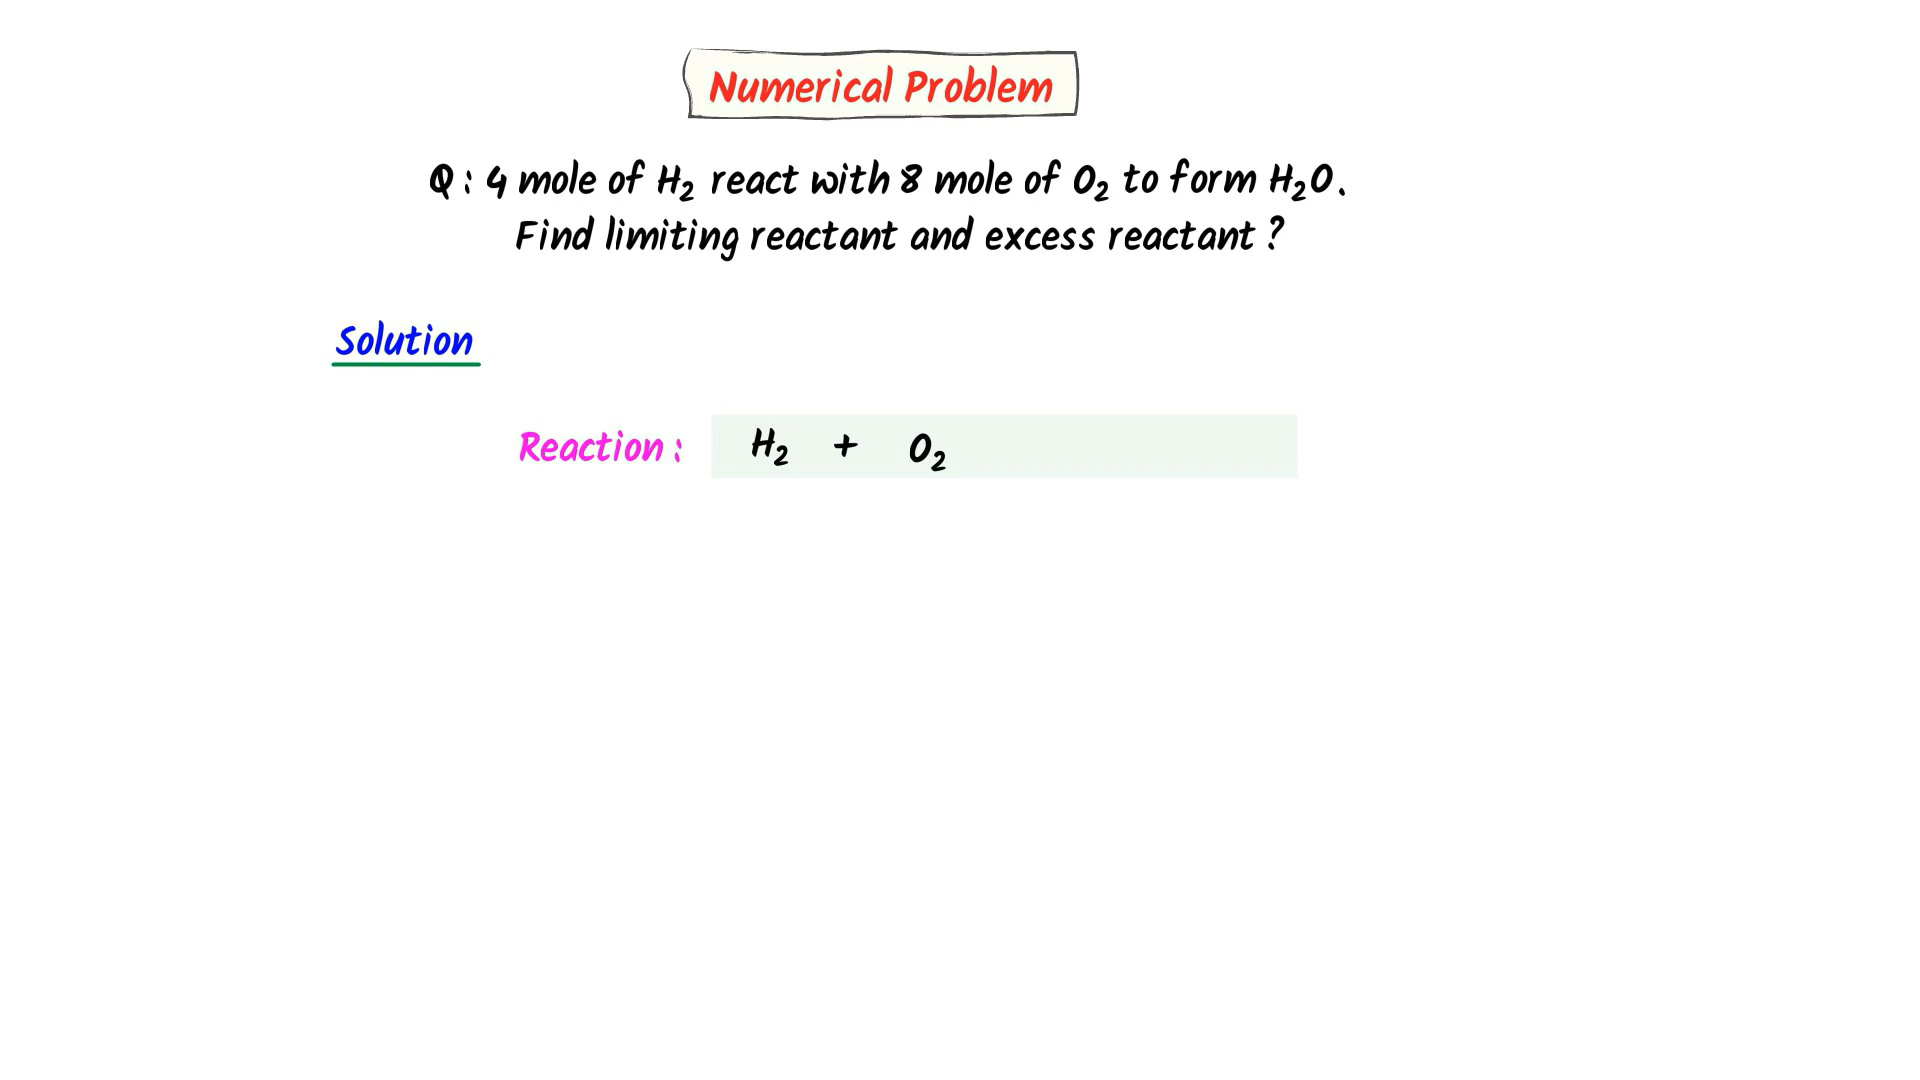 Numerical Problem
Q : 4 mole of H₂ react with 8 mole of O₂ to form H₂O.
Find limiting reactant and excess reactant ?
Solution
Reaction : H₂ + O₂